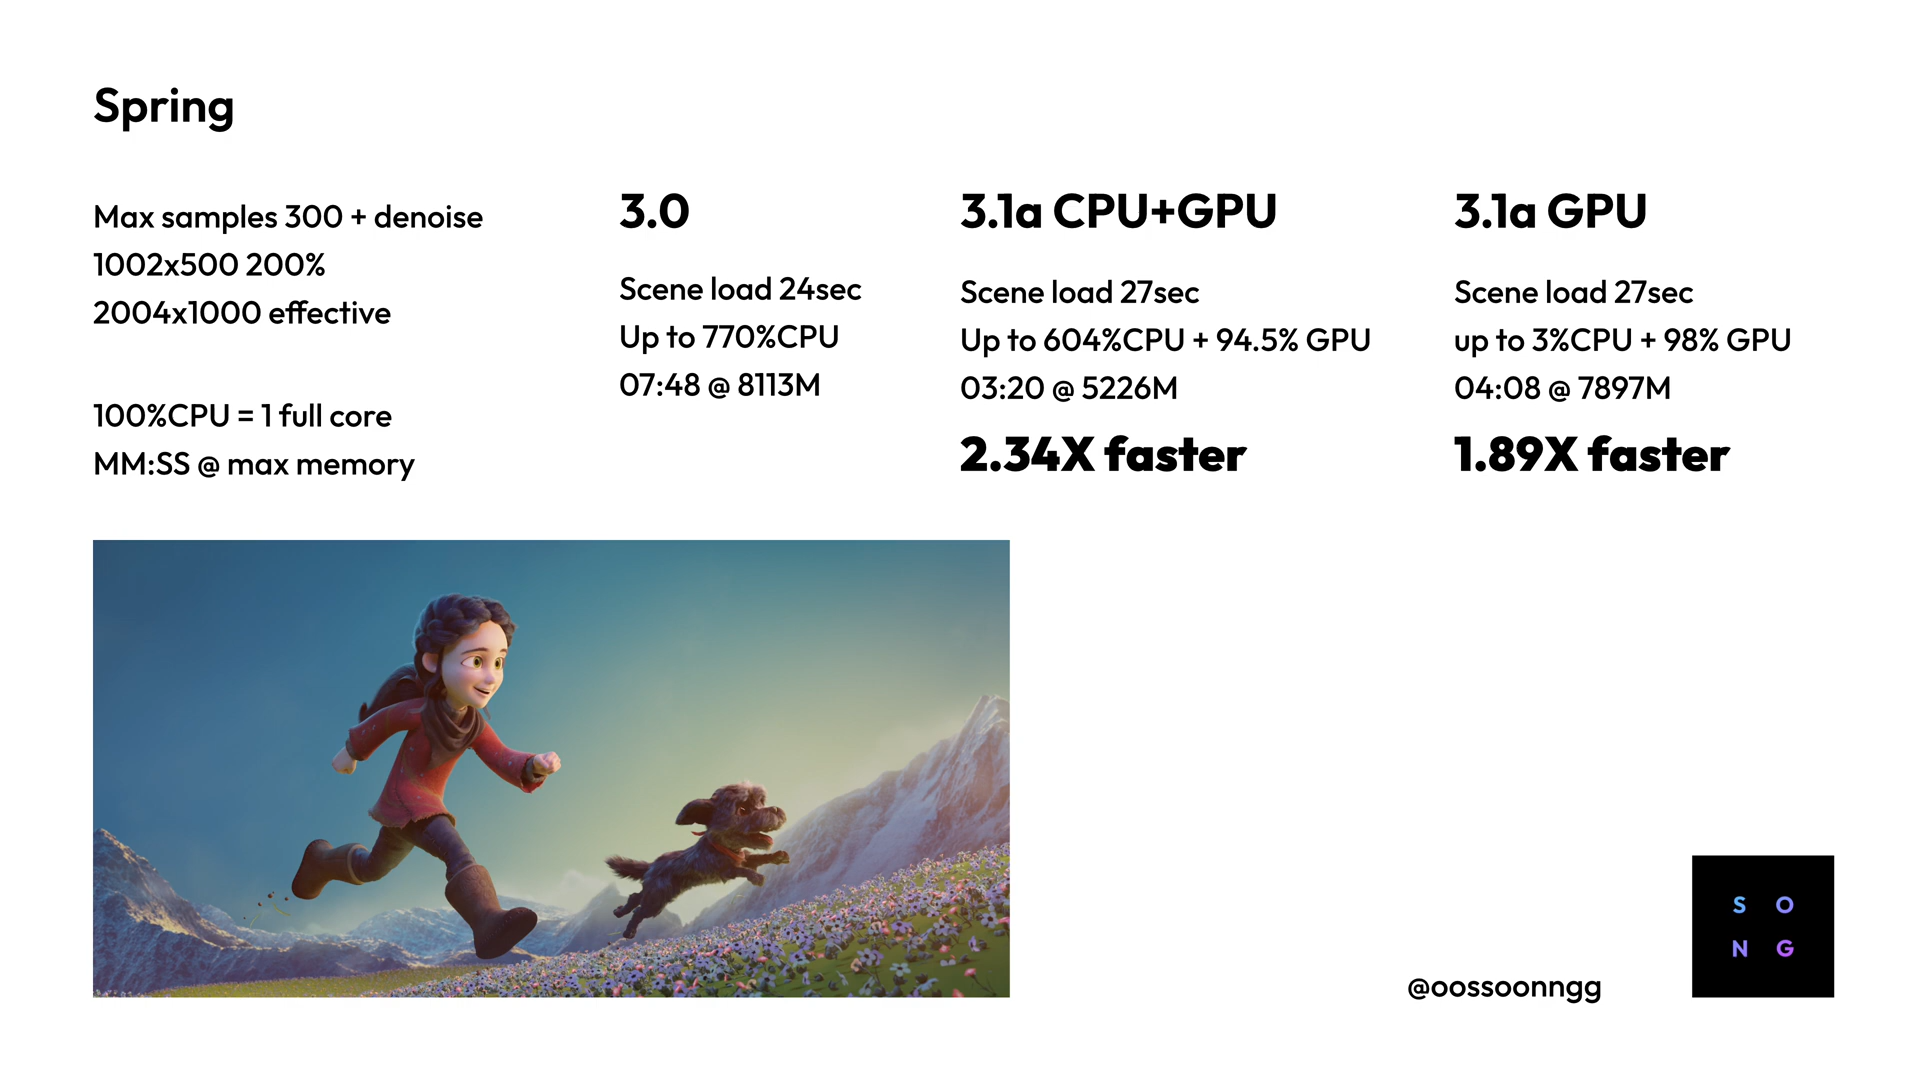 Spring
Max samples 300 + denoise
1002x500 200%
2004x1000 effective
100%CPU = 1 full core
MM:SS @ max memory
3.0
Scene load 24sec
Up to 770%CPU
07:48 @ 8113M
3.1a CPU+GPU
Scene load 27sec
Up to 604%CPU + 94.5% GPU
03:20 @ 5226M
2.34X faster
3.1a GPU
Scene load 27sec
up to 3%CPU + 98% GPU
04:08 @ 7897M
1.89X faster
@oossoonngg
S O
N G